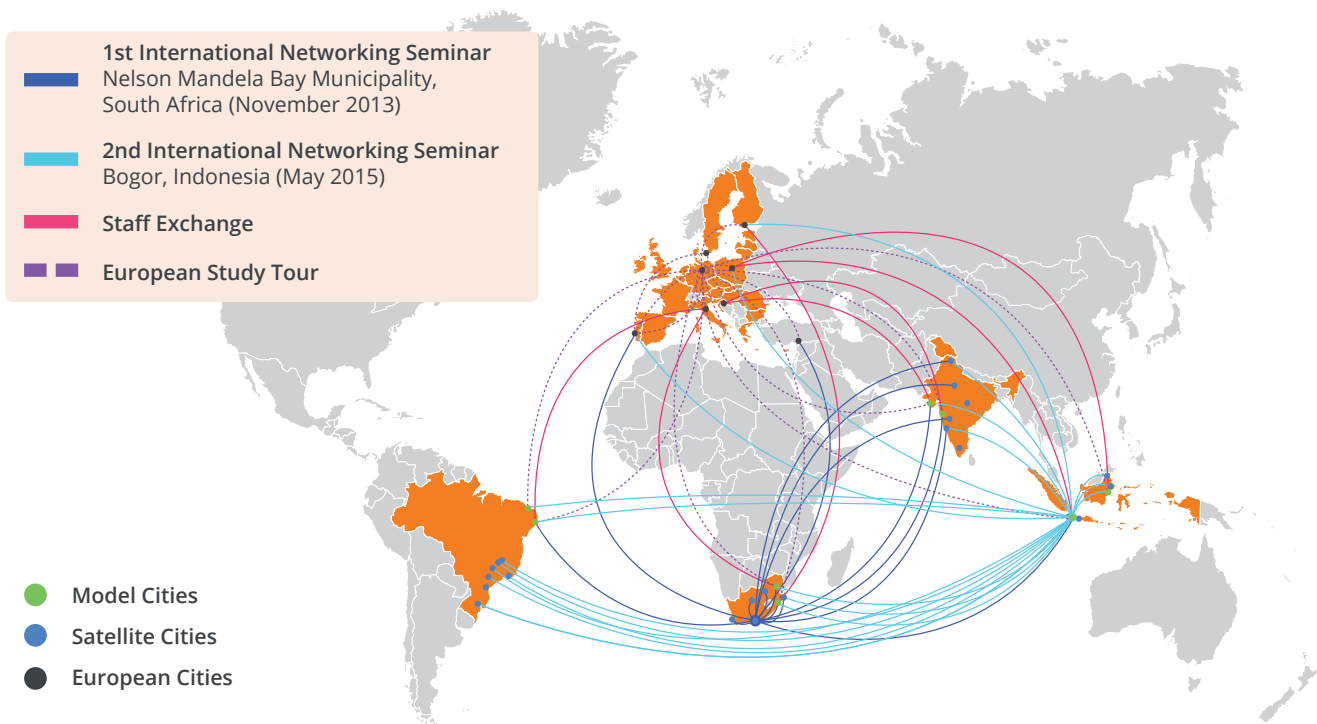 1st International Networking Seminar
Nelson Mandela Bay Municipality,
South Africa (November 2013)
2nd International Networking Seminar
Bogor, Indonesia (May 2015)
Staff Exchange
European Study Tour
Model Cities
Satellite Cities
European Cities